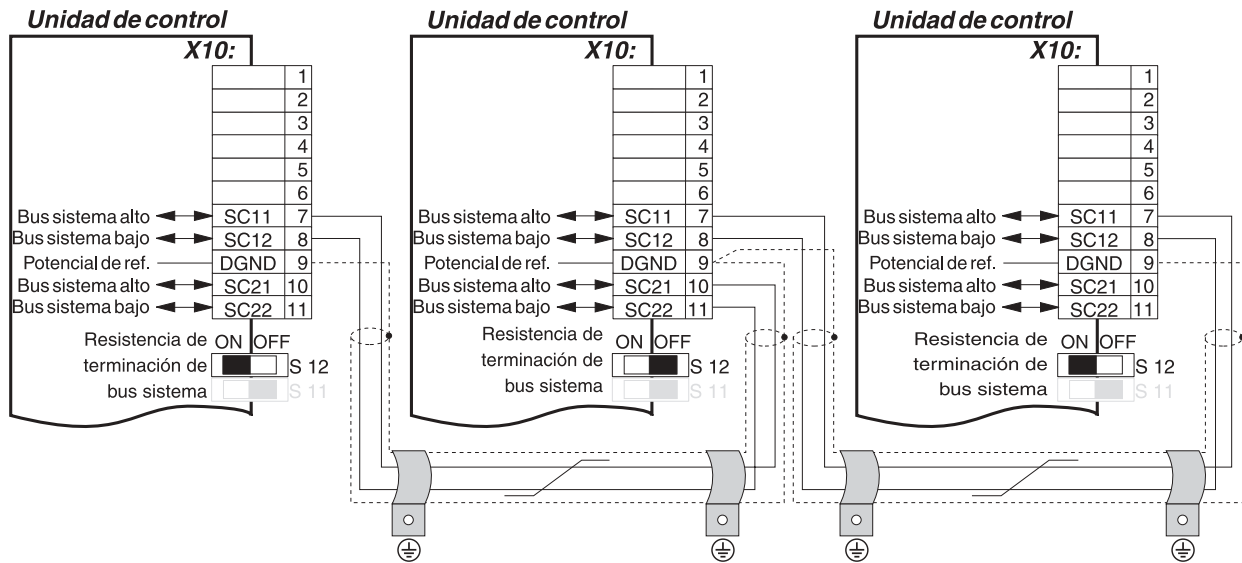 Unidad de control
X10:
1
2
3
4
5
6
Bus sistema alto SC11 7
Bus sistema bajo SC12 8
Potencial de ref. DGND 9
Bus sistema alto SC21 10
Bus sistema bajo SC22 11
Resistencia de ON OFF
terminación de S 12
bus sistema S 11
Unidad de control
X10:
1
2
3
4
5
6
Bus sistema alto SC11 7
Bus sistema bajo SC12 8
Potencial de ref. DGND 9
Bus sistema alto SC21 10
Bus sistema bajo SC22 11
Resistencia de ON OFF
terminación de S 12
bus sistema S 11
Unidad de control
X10:
1
2
3
4
5
6
Bus sistema alto SC11 7
Bus sistema bajo SC12 8
Potencial de ref. DGND 9
Bus sistema alto SC21 10
Bus sistema bajo SC22 11
Resistencia de ON OFF
terminación de S 12
bus sistema S 11